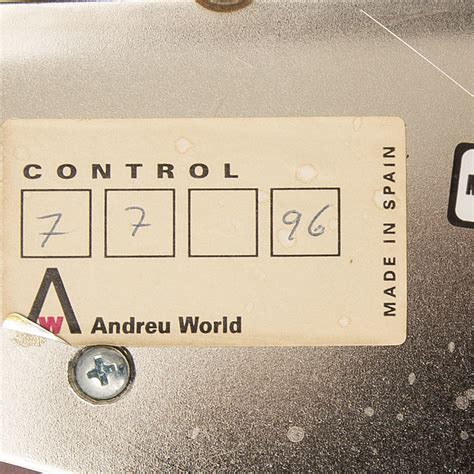 CONTROL
7 7 96
W Andreu World
MADE IN SPAIN